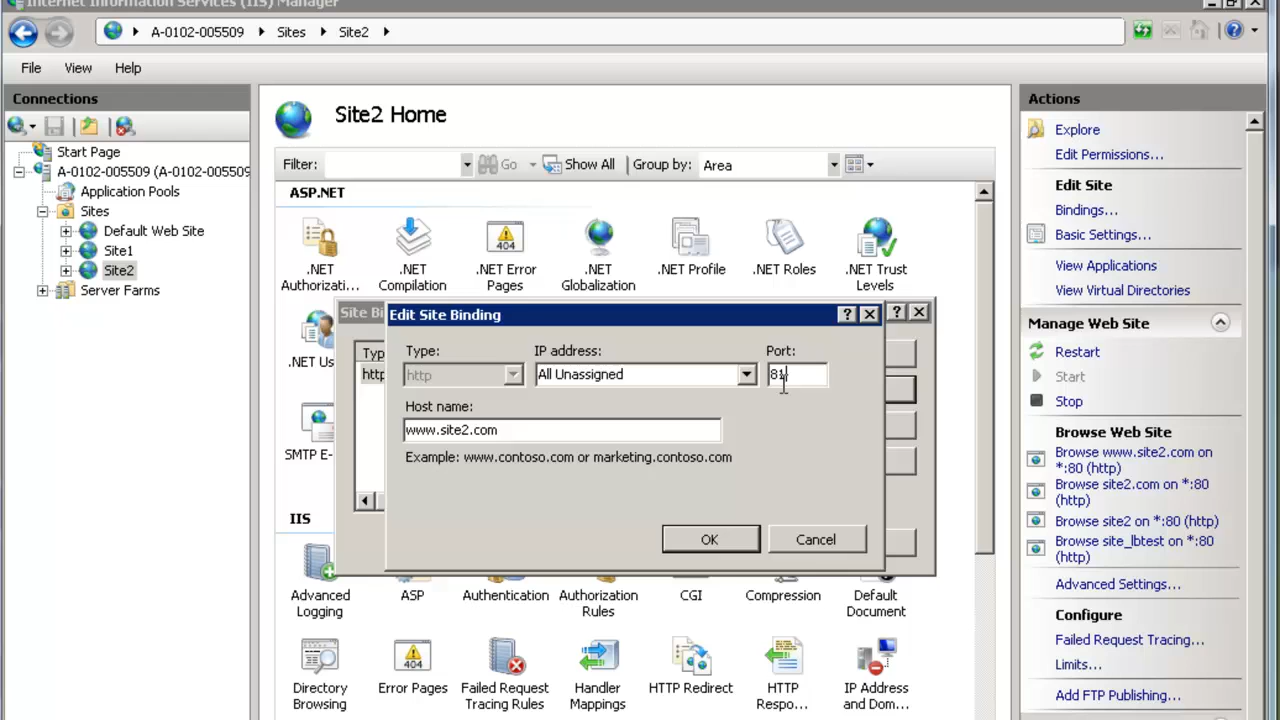 Internet Information Services (IIS) Manager
A-0102-005509 Sites Site2
File View Help
Connections
Start Page
A-0102-005509 (A-0102-005509
Application Pools
Sites
Default Web Site
Site1
Site2
Server Farms
Site2 Home
Filter: Go Show All Group by: Area
ASP.NET
.NET Authorizati...
.NET Compilation
404
.NET Error Pages
.NET Globalization
.NET Profile
.NET Roles
.NET Trust Levels
.NET Us
SMTP E-
Site Bi
Typ
http
Edit Site Binding
Type:
http
IP address:
All Unassigned
Port:
81
Host name:
www.site2.com
Example: www.contoso.com or marketing.contoso.com
OK
Cancel
IIS
Advanced Logging
ASP
Authentication
Authorization Rules
CGI
Compression
Default Document
Directory Browsing
404
Error Pages
Failed Request Tracing Rules
Handler Mappings
HTTP Redirect
HTTP Respo...
IP Address and Dom...
Actions
Explore
Edit Permissions...
Edit Site
Bindings...
Basic Settings...
View Applications
View Virtual Directories
Manage Web Site
Restart
Start
Stop
Browse Web Site
Browse www.site2.com on
*:80 (http)
Browse site2.com on *:80
(http)
Browse site2 on *:80 (http)
Browse site_lbtest on *:80
(http)
Advanced Settings...
Configure
Failed Request Tracing...
Limits...
Add FTP Publishing...